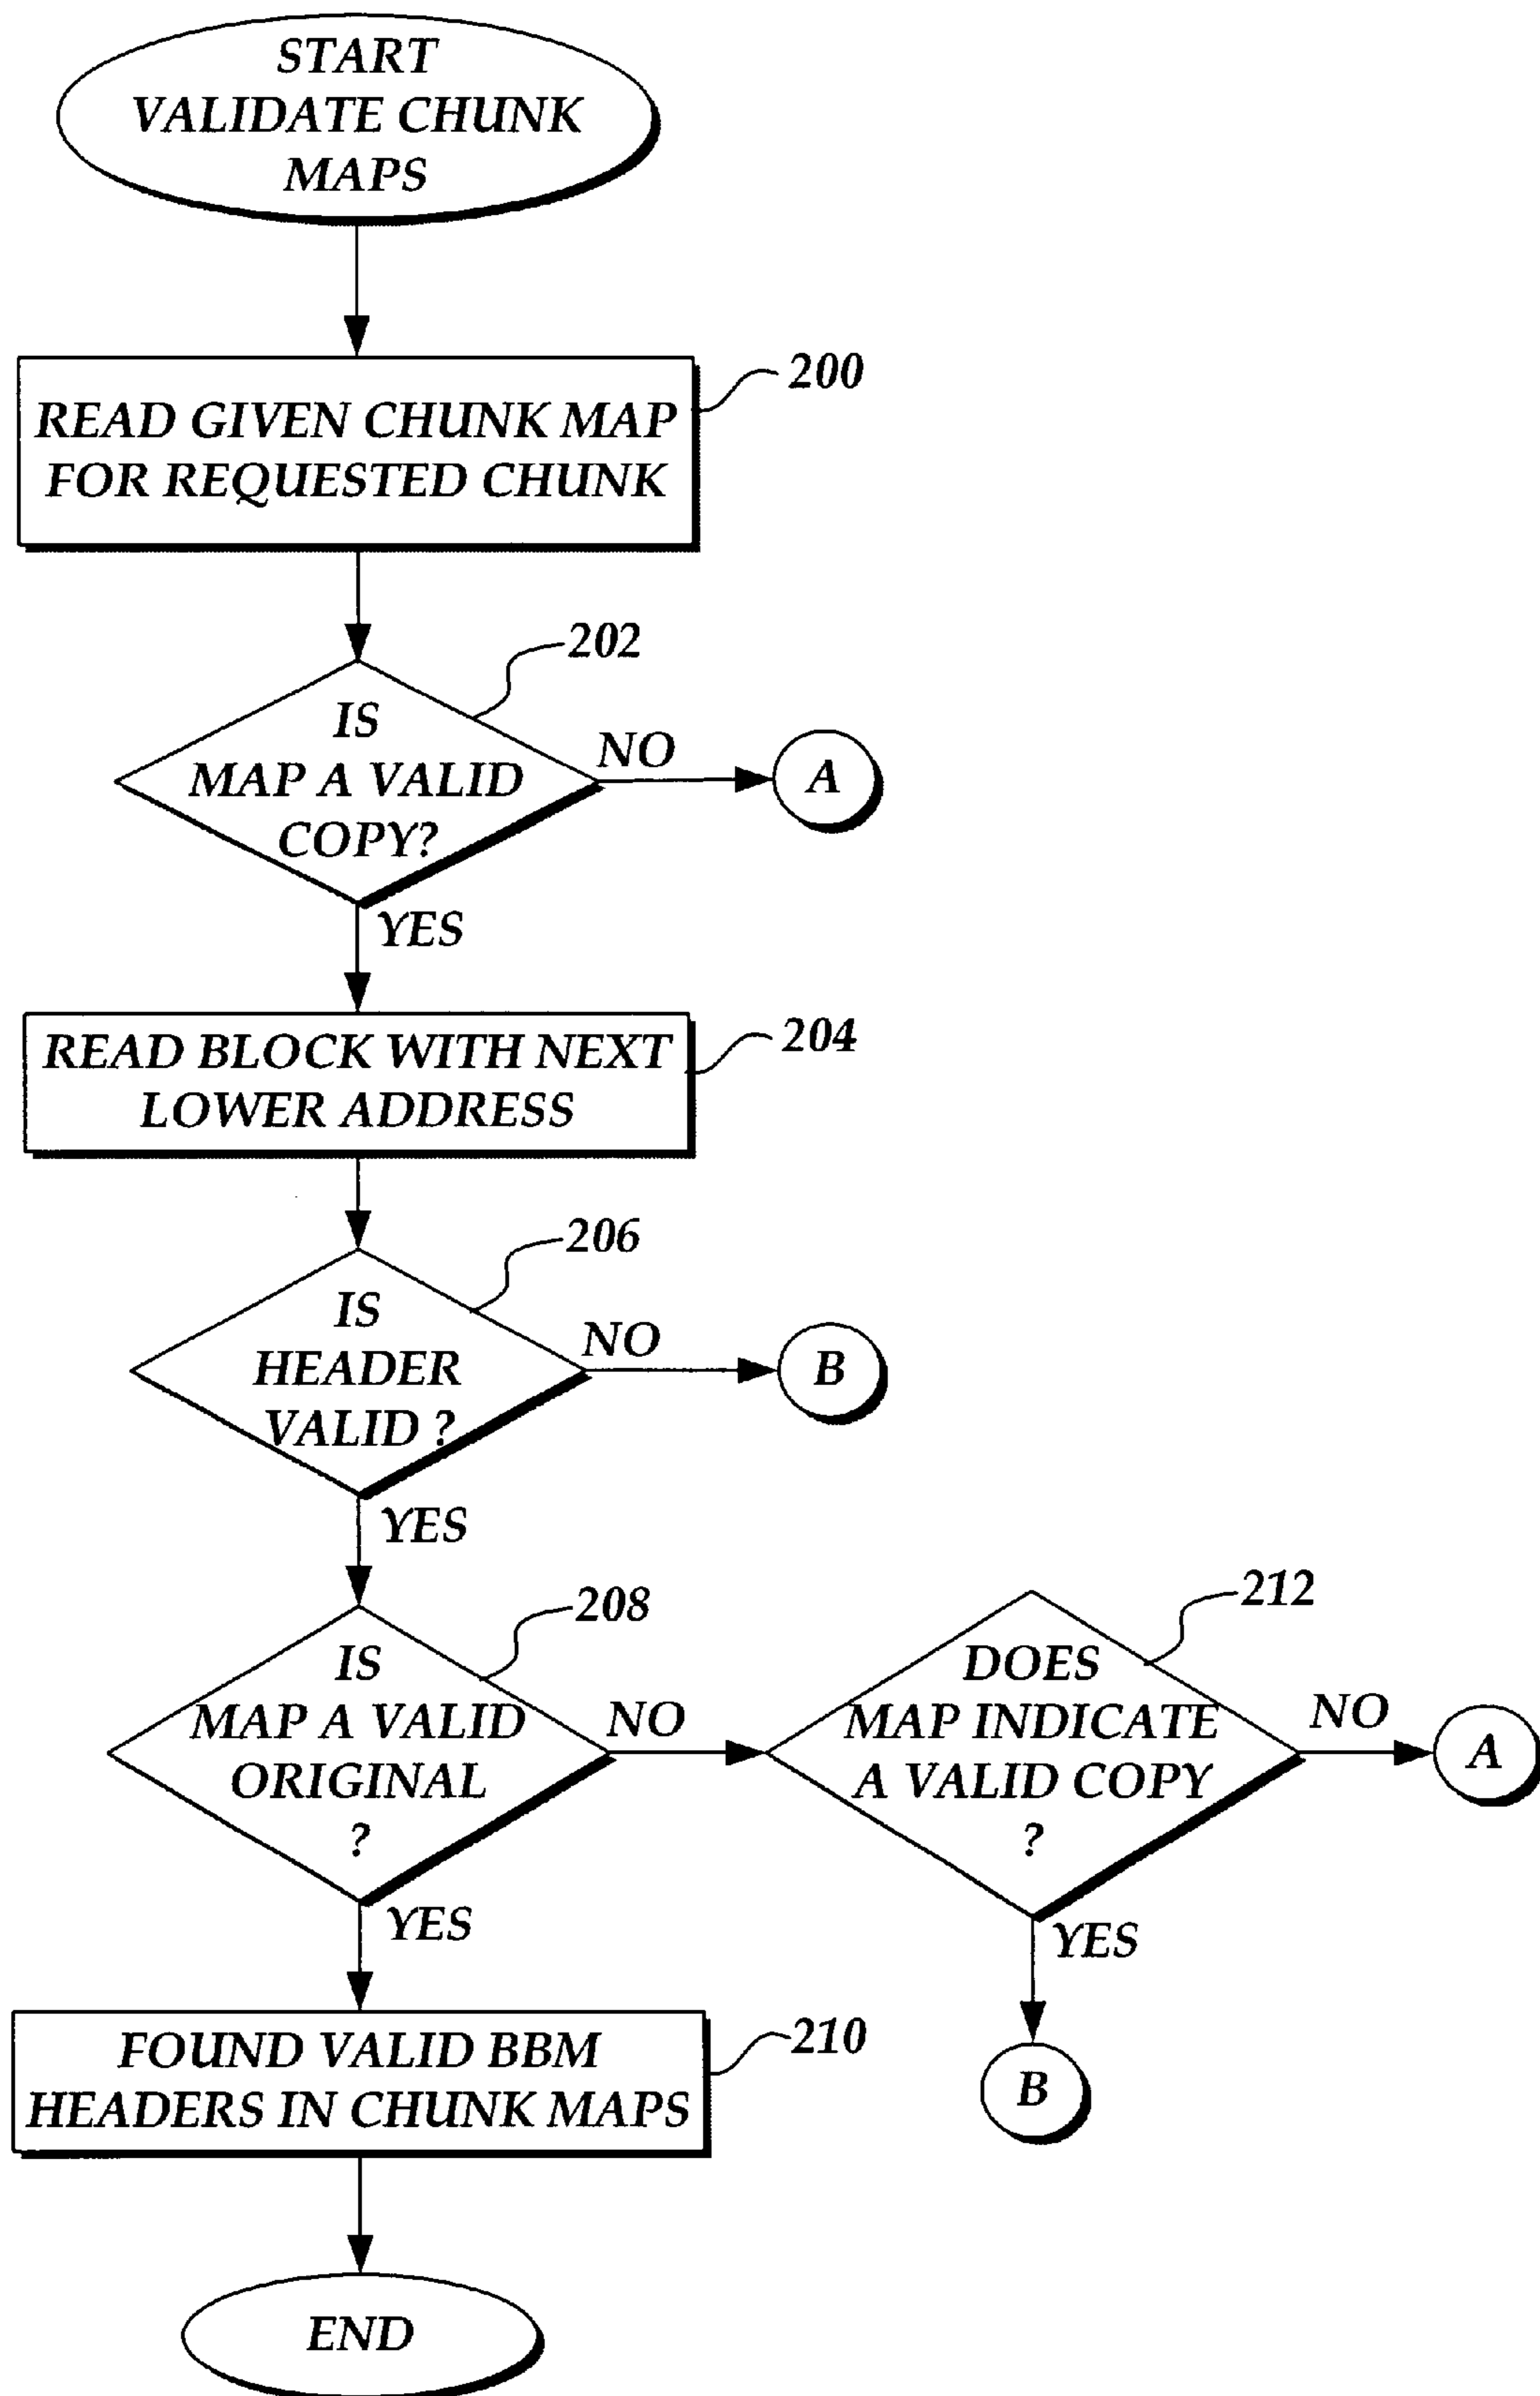 START
VALIDATE CHUNK
MAPS
200
READ GIVEN CHUNK MAP
FOR REQUESTED CHUNK
202
IS
MAP A VALID
COPY?
NO
A
YES
204
READ BLOCK WITH NEXT
LOWER ADDRESS
206
IS
HEADER
VALID ?
NO
B
YES
208
IS
MAP A VALID
ORIGINAL
?
NO
212
DOES
MAP INDICATE
A VALID COPY
?
NO
A
YES
B
YES
210
FOUND VALID BBM
HEADERS IN CHUNK MAPS
END